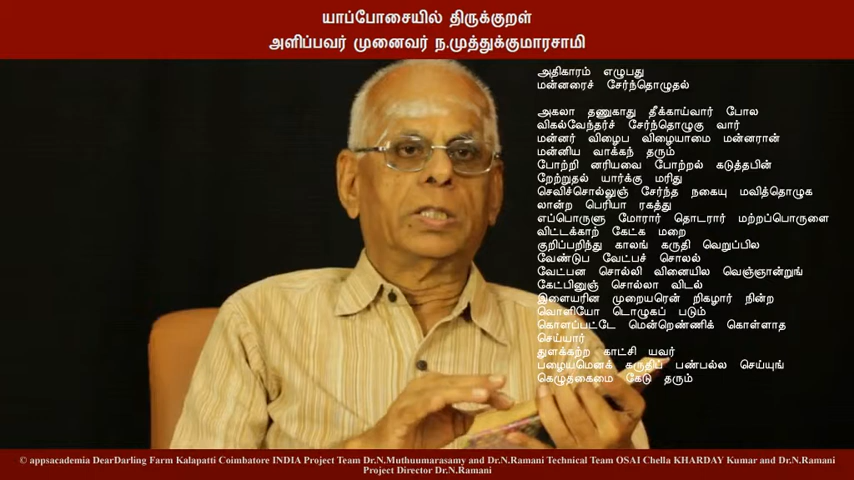 யாப்போசையில் திருக்குறள்
அளிப்பவர் முனைவர் ந.முத்துக்குமாரசாமி
அதிகாரம் எழுபது
மன்னரைச் சேர்ந்தொழுதல்
அகலா தணுகாது தீக்காய்வார் போல
விகல்வேந்தர்ச் சேர்ந்தொழுகு வார்
மன்னர் விழைப விழையாமை மன்னரான்
மன்னிய வாக்கந் தரும்
போற்றி னரியவை போற்றல் கடுத்தபின்
றேற்றுதல் யார்க்கு மரிது
செவிச்சொல்லுஞ் சேர்ந்த நகையு மவித்தொழுக
லான்ற பெரியா ரகத்து
எப்பொருளு மோரார் தொடரார் மற்றப்பொருளை
விட்டக்காற் கேட்க மறை
குறிப்பறிந்து காலங் கருதி வெறுப்பில
வேண்டுப வேட்பச் சொலல்
வேட்பன சொல்லி வினையில வெஞ்ஞான்றுங்
கேட்பினுஞ் சொல்லா விடல்
இளையரின முறையரென் றிகழார் நின்ற
வொளியோ டொழுகப் படும்
கொளப்பட்டே மென்றெண்ணிக் கொள்ளாத
செய்யார்
துளக்கற்ற காட்சி யவர்
பழையமெனக் கருதிப் பண்பல்ல செய்யுங்
கெழுதகைமை கேடு தரும்
© appsacademia DearDarling Farm Kalapatti Coimbatore INDIA Project Team Dr.N.Muthuumarasamy and Dr.N.Ramani Technical Team OSAI Chella KHARDAY Kumar and Dr.N.Ramani
Project Director Dr.N.Ramani